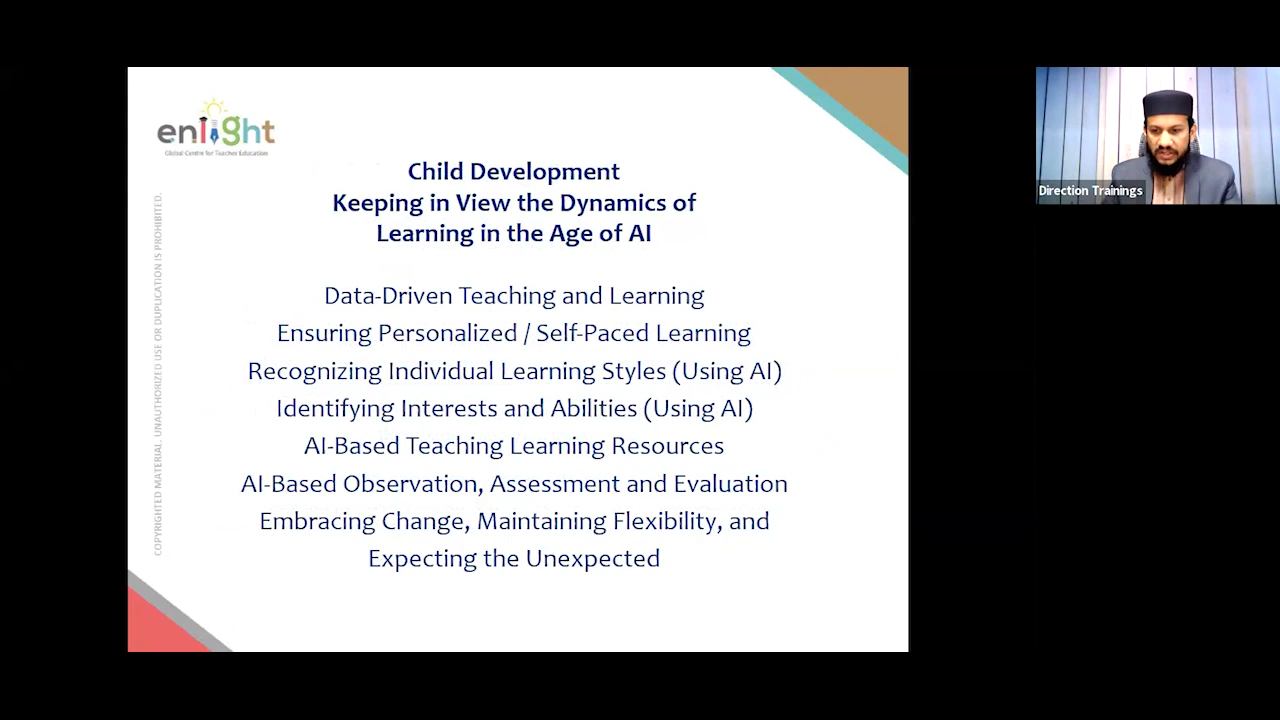 enlight
Global Centre for Teacher Education
Child Development
Keeping in View the Dynamics of
Learning in the Age of AI
Data-Driven Teaching and Learning
Ensuring Personalized / Self-Paced Learning
Recognizing Individual Learning Styles (Using AI)
Identifying Interests and Abilities (Using AI)
AI-Based Teaching Learning Resources
AI-Based Observation, Assessment and Evaluation
Embracing Change, Maintaining Flexibility, and
Expecting the Unexpected
COPYRIGHTED MATERIAL. UNAUTHORIZED USE OR DUPLICATION IS PROHIBITED.
Direction Trainings